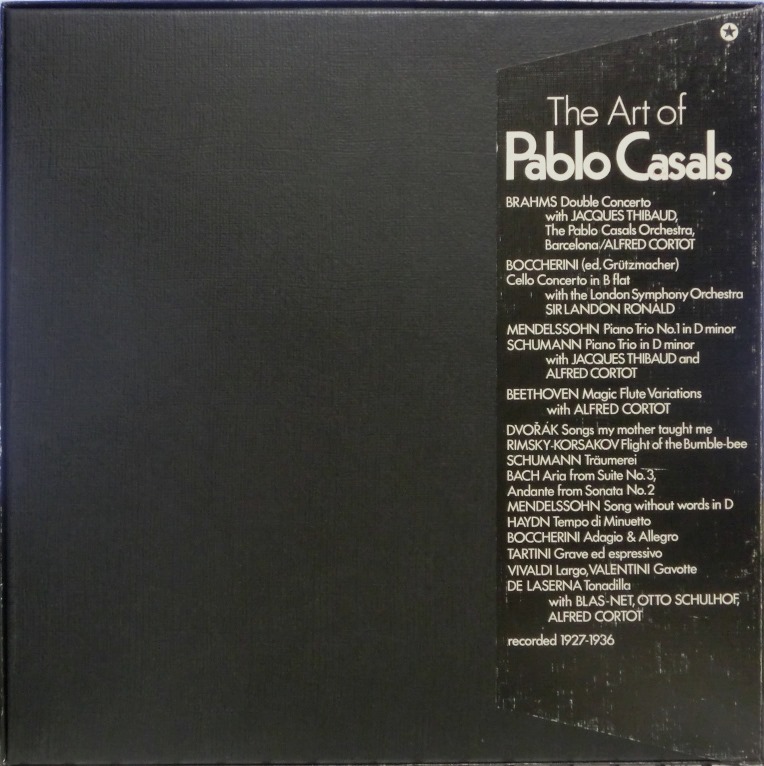 The Art of
Pablo Casals
BRAHMS Double Concerto
with JACQUES THIBAUD,
The Pablo Casals Orchestra,
Barcelona/ALFRED CORTOT
BOCCHERINI (ed. Grützmacher)
Cello Concerto in B flat
with the London Symphony Orchestra
SIR LANDON RONALD
MENDELSSOHN Piano Trio No.1 in D minor
SCHUMANN Piano Trio in D minor
with JACQUES THIBAUD and
ALFRED CORTOT
BEETHOVEN Magic Flute Variations
with ALFRED CORTOT
DVOŘÁK Songs my mother taught me
RIMSKY-KORSAKOV Flight of the Bumble-bee
SCHUMANN Träumerei
BACH Aria from Suite No.3,
Andante from Sonata No.2
MENDELSSOHN Song without words in D
HAYDN Tempo di Minuetto
BOCCHERINI Adagio & Allegro
TARTINI Grave ed espressivo
VIVALDI Largo, VALENTINI Gavotte
DE LASERNA Tonadilla
with BLAS-NET, OTTO SCHULHOF,
ALFRED CORTOT
recorded 1927-1936